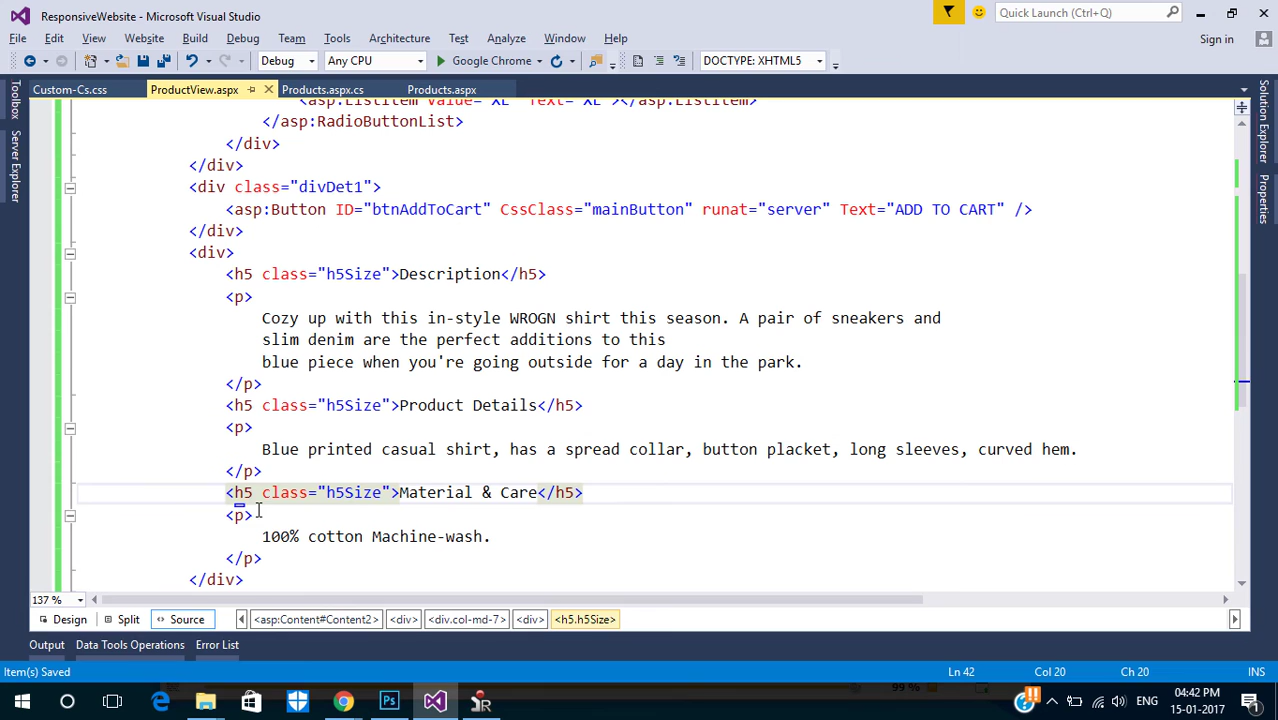 ResponsiveWebsite - Microsoft Visual Studio
Quick Launch (Ctrl+Q)
File Edit View Website Build Debug Team Tools Architecture Test Analyze Window Help
Sign in
Debug Any CPU Google Chrome DOCTYPE: XHTML5
Custom-Cs.css ProductView.aspx Products.aspx.cs Products.aspx
Toolbox
Server Explorer
Solution Explorer
Properties
<asp:ListItem Value="XL" Text="XL"></asp:ListItem>
</asp:RadioButtonList>
</div>
</div>
<div class="divDet1">
<asp:Button ID="btnAddToCart" CssClass="mainButton" runat="server" Text="ADD TO CART" />
</div>
<div>
<h5 class="h5Size">Description</h5>
<p>
Cozy up with this in-style WROGN shirt this season. A pair of sneakers and
slim denim are the perfect additions to this
blue piece when you're going outside for a day in the park.
</p>
<h5 class="h5Size">Product Details</h5>
<p>
Blue printed casual shirt, has a spread collar, button placket, long sleeves, curved hem.
</p>
<h5 class="h5Size">Material & Care</h5>
<p>
100% cotton Machine-wash.
</p>
</div>
137 %
Design Split Source <asp:Content#Content2> <div> <div.col-md-7> <div> <h5.h5Size>
Output Data Tools Operations Error List
Item(s) Saved Ln 42 Col 20 Ch 20 INS
99 %
ENG 04:42 PM
15-01-2017